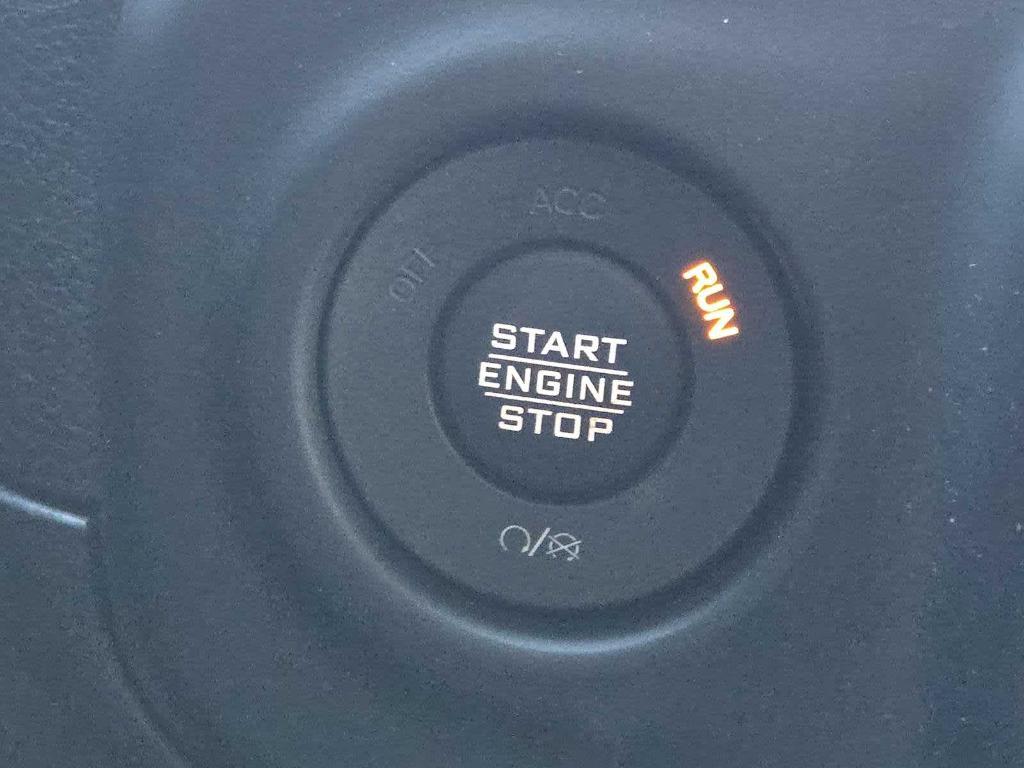 ACC
OFF
RUN
START
ENGINE
STOP